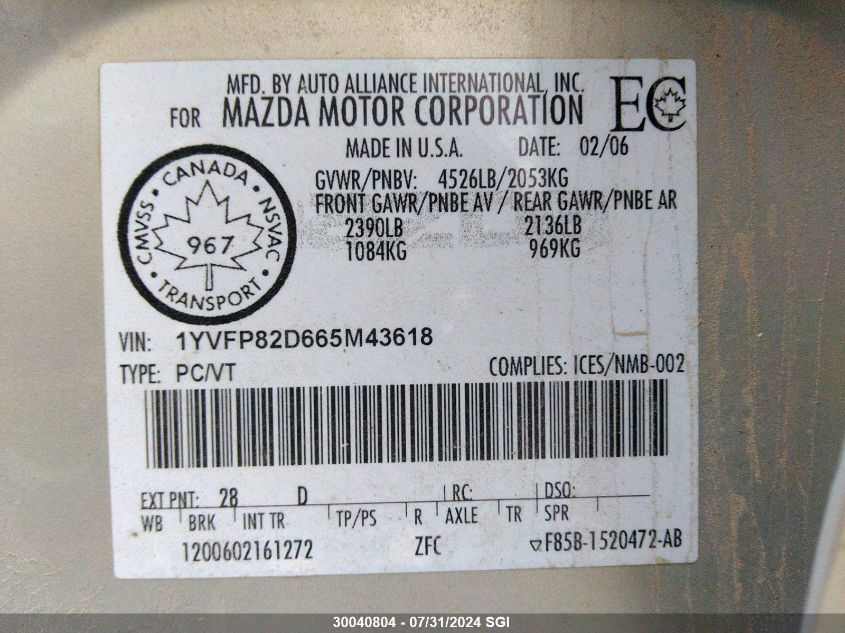 MFD. BY AUTO ALLIANCE INTERNATIONAL, INC.
FOR MAZDA MOTOR CORPORATION
EC
MADE IN U.S.A. DATE: 02/06
GVWR/PNBV: 4526LB/2053KG
FRONT GAWR/PNBE AV / REAR GAWR/PNBE AR
2390LB 2136LB
1084KG 969KG
CANADA
CMVSS NSVAC
967
TRANSPORT
VIN: 1YVFP82D665M43618
TYPE: PC/VT COMPLIES: ICES/NMB-002
EXT PNT: 28 D RC: DSO:
WB BRK INT TR TP/PS R AXLE TR SPR
1200602161272 ZFC F85B-1520472-AB
30040804 - 07/31/2024 SGI